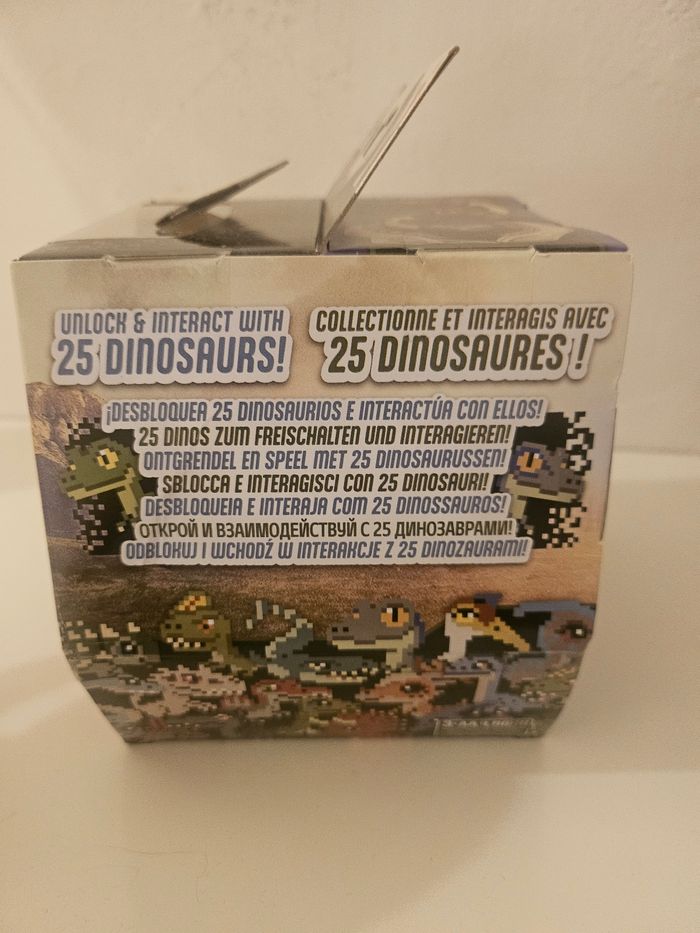 UNLOCK & INTERACT WITH
25 DINOSAURS!
COLLECTIONNE ET INTERAGIS AVEC
25 DINOSAURES !
¡DESBLOQUEA 25 DINOSAURIOS E INTERACTÚA CON ELLOS!
25 DINOS ZUM FREISCHALTEN UND INTERAGIEREN!
ONTGRENDEL EN SPEEL MET 25 DINOSAURUSSEN!
SBLOCCA E INTERAGISCI CON 25 DINOSAURI!
DESBLOQUEIA E INTERAJA COM 25 DINOSSAUROS!
ОТКРОЙ И ВЗАИМОДЕЙСТВУЙ С 25 ДИНОЗАВРАМИ!
ODBLOKUJ I WCHODŹ W INTERAKCJE Z 25 DINOZAURAMI!